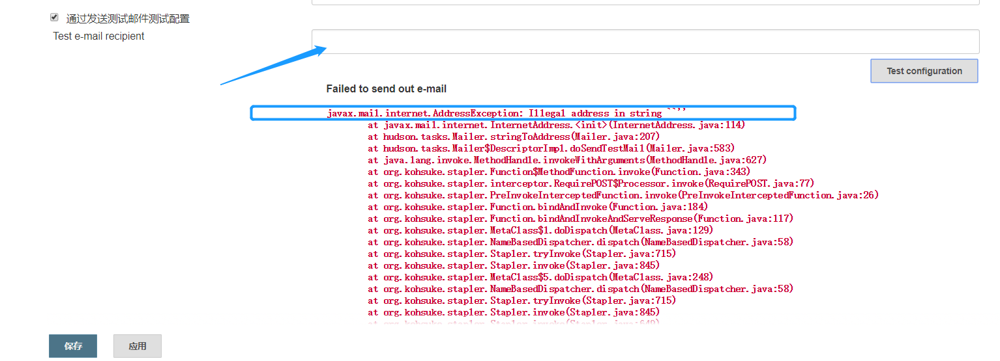 通过发送测试邮件测试配置
Test e-mail recipient
Test configuration
Failed to send out e-mail
javax.mail.internet.AddressException: Illegal address in string ``''
at javax.mail.internet.InternetAddress.<init>(InternetAddress.java:114)
at hudson.tasks.Mailer.stringToAddress(Mailer.java:207)
at hudson.tasks.Mailer$DescriptorImpl.doSendTestMail(Mailer.java:583)
at java.lang.invoke.MethodHandle.invokeWithArguments(MethodHandle.java:627)
at org.kohsuke.stapler.Function$MethodFunction.invoke(Function.java:343)
at org.kohsuke.stapler.interceptor.RequirePOST$Processor.invoke(RequirePOST.java:77)
at org.kohsuke.stapler.PreInvokeInterceptedFunction.invoke(PreInvokeInterceptedFunction.java:26)
at org.kohsuke.stapler.Function.bindAndInvoke(Function.java:184)
at org.kohsuke.stapler.Function.bindAndInvokeAndServeResponse(Function.java:117)
at org.kohsuke.stapler.MetaClass$1.doDispatch(MetaClass.java:129)
at org.kohsuke.stapler.NameBasedDispatcher.dispatch(NameBasedDispatcher.java:58)
at org.kohsuke.stapler.Stapler.tryInvoke(Stapler.java:715)
at org.kohsuke.stapler.Stapler.invoke(Stapler.java:845)
at org.kohsuke.stapler.MetaClass$5.doDispatch(MetaClass.java:248)
at org.kohsuke.stapler.NameBasedDispatcher.dispatch(NameBasedDispatcher.java:58)
at org.kohsuke.stapler.Stapler.tryInvoke(Stapler.java:715)
at org.kohsuke.stapler.Stapler.invoke(Stapler.java:845)
at org.kohsuke.stapler.Stapler.invoke(Stapler.java:649)
保存
应用